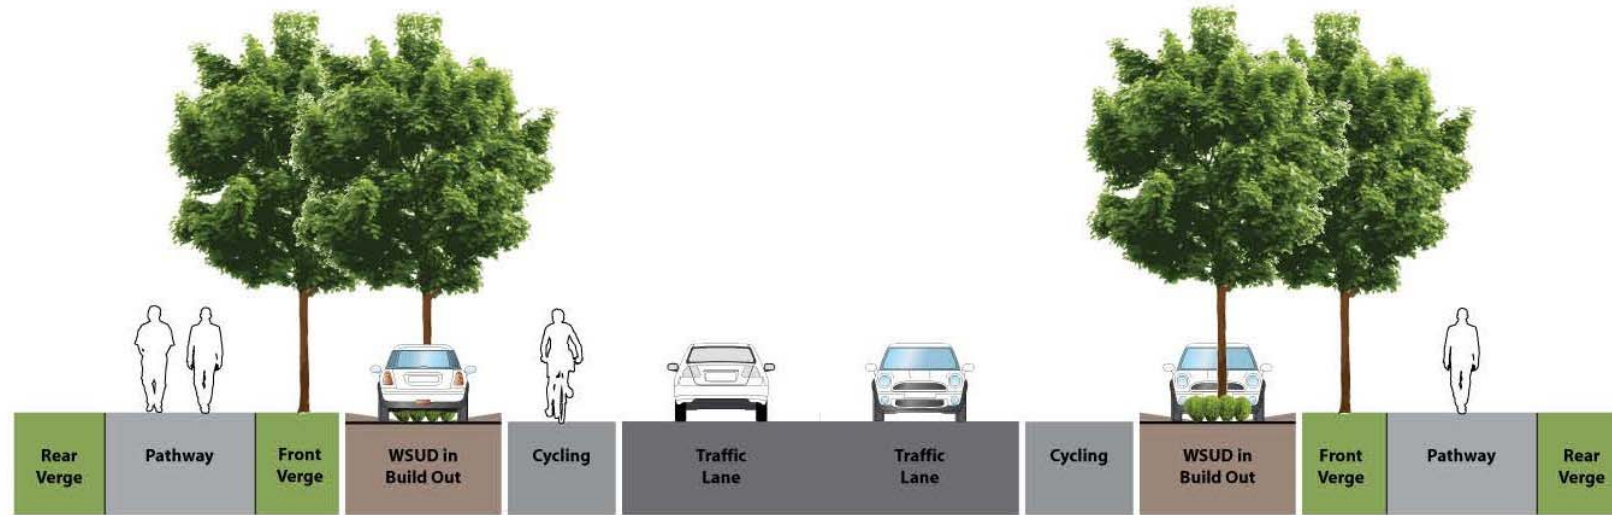 Rear
Verge
Pathway
Front
Verge
WSUD in
Build Out
Cycling
Traffic
Lane
Traffic
Lane
Cycling
WSUD in
Build Out
Front
Verge
Pathway
Rear
Verge